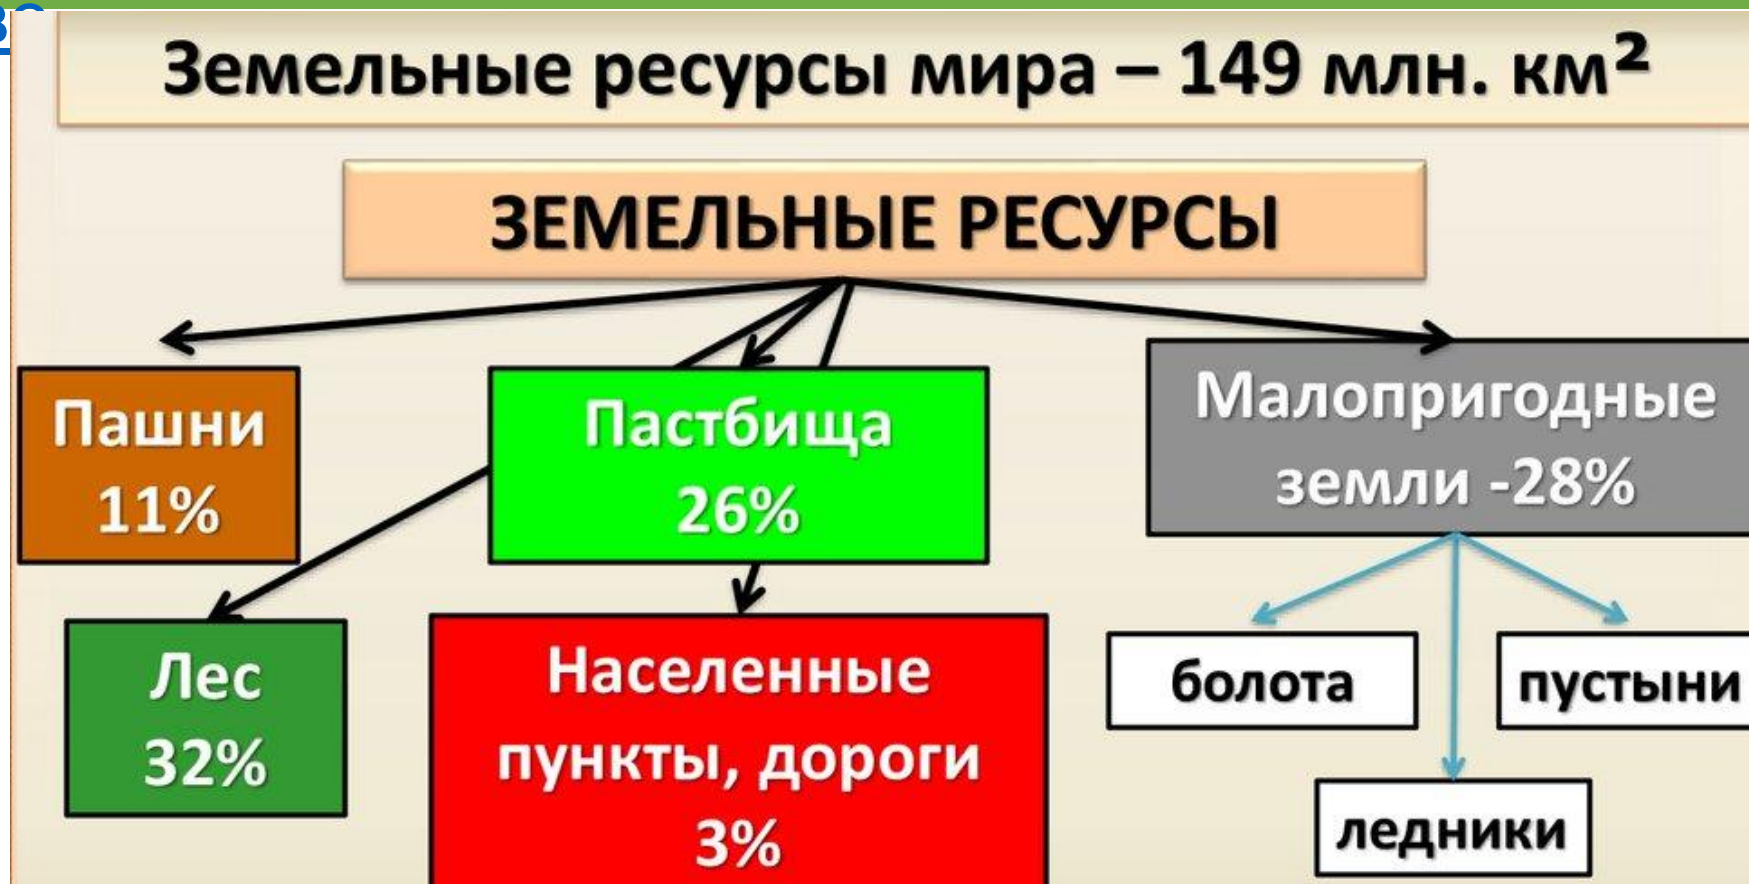 Земельные ресурсы мира – 149 млн. км²
ЗЕМЕЛЬНЫЕ РЕСУРСЫ
Пашни
11%
Пастбища
26%
Малопригодные
земли -28%
Лес
32%
Населенные
пункты, дороги
3%
болота
пустыни
ледники